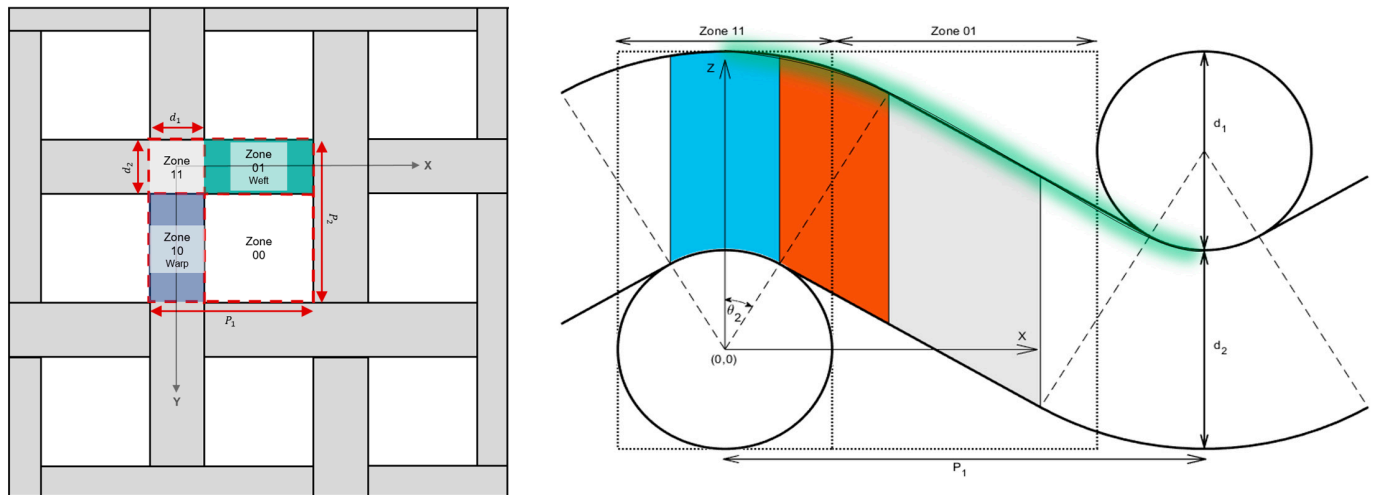 d₁
d₂
Zone
11
Zone
01
Weft
X
P₂
Zone
10
Warp
Zone
00
P₁
Y
Zone 11
Zone 01
Z
d₁
θ₂
X
(0,0)
d₂
P₁